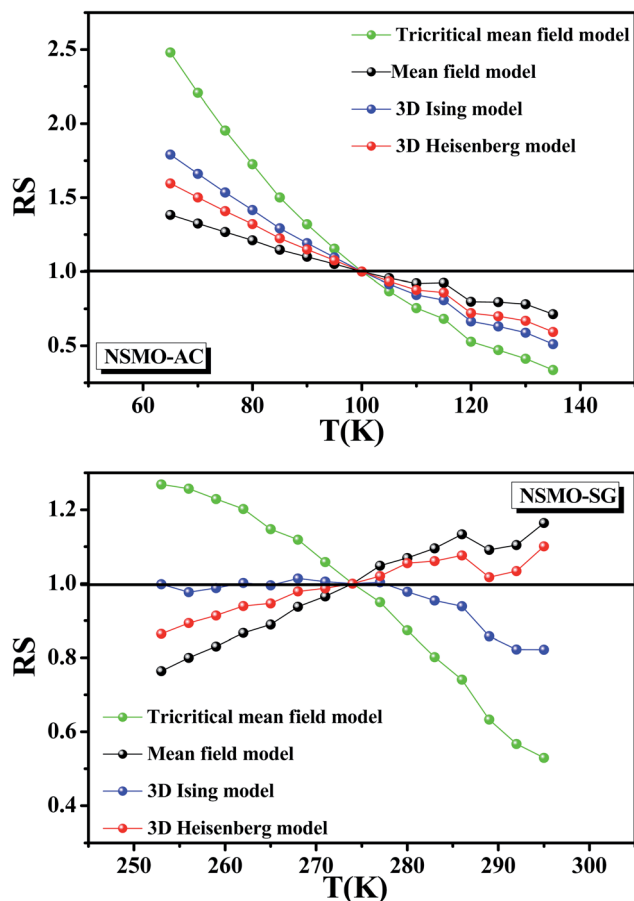 Tricritical mean field model
Mean field model
3D Ising model
3D Heisenberg model
2.5
2.0
1.5
1.0
0.5
RS
NSMO-AC
60 80 100 120 140
T(K)
NSMO-SG
1.2
1.0
0.8
0.6
0.4
RS
Tricritical mean field model
Mean field model
3D Ising model
3D Heisenberg model
250 260 270 280 290 300
T(K)